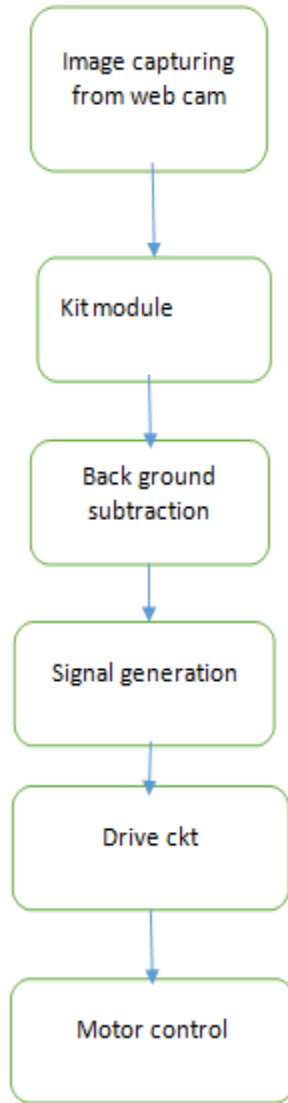 Image capturing
from web cam
Kit module
Back ground
subtraction
Signal generation
Drive ckt
Motor control